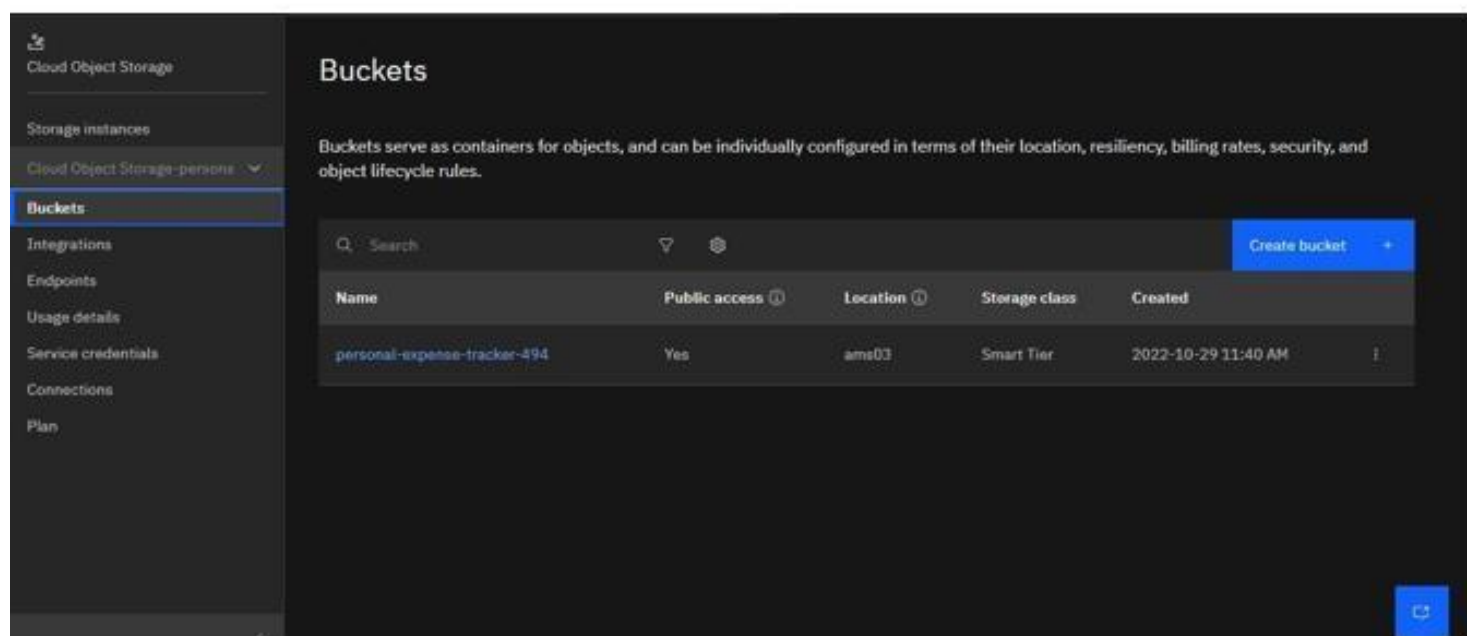 Cloud Object Storage
Storage instances
Cloud Object Storage-persona
Buckets
Integrations
Endpoints
Usage details
Service credentials
Connections
Plan
Buckets
Buckets serve as containers for objects, and can be individually configured in terms of their location, resiliency, billing rates, security, and
object lifecycle rules.
Search
Create bucket +
Name Public access Location Storage class Created
personal-expense-tracker-494 Yes ams03 Smart Tier 2022-10-29 11:40 AM